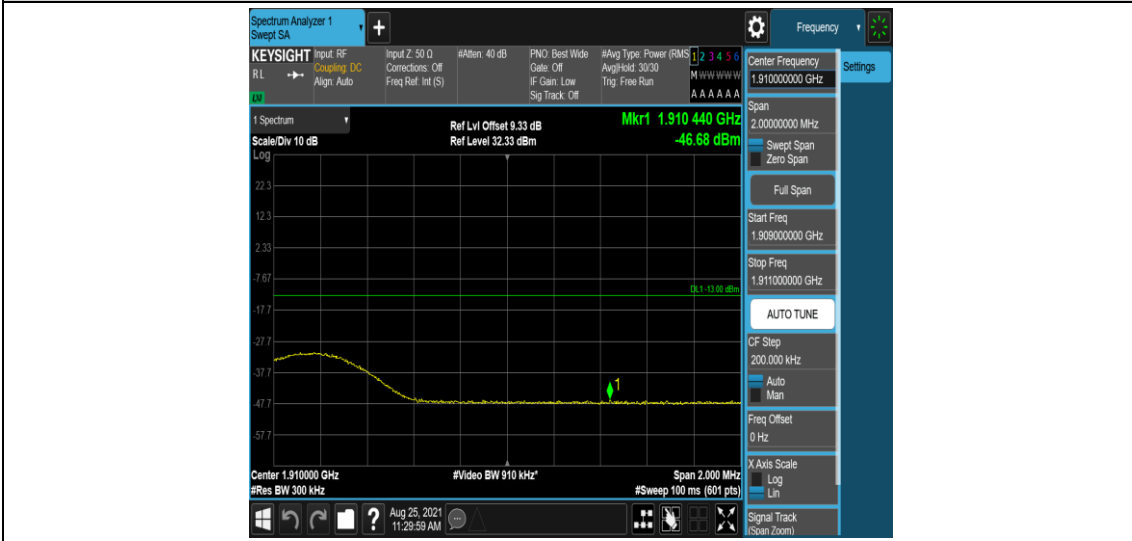 Spectrum Analyzer 1
Swept SA
+
Frequency
KEYSIGHT
RL
LNI
Input: RF
Coupling: DC
Align: Auto
Input Z: 50 Ω
Corrections: Off
Freq Ref: Int (S)
#Atten: 40 dB
PNO: Best Wide
Gate: Off
IF Gain: Low
Sig Track: Off
#Avg Type: Power (RMS
Avg|Hold: 30/30
Trig: Free Run
1 2 3 4 5 6
M W W W W W
A A A A A A
1 Spectrum
Scale/Div 10 dB
Ref Lvl Offset 9.33 dB
Ref Level 32.33 dBm
Mkr1 1.910 440 GHz
-46.68 dBm
Log
22.3
12.3
2.33
-7.67
DL1 -13.00 dBm
-17.7
-27.7
-37.7
1
-47.7
-57.7
Center 1.910000 GHz
#Video BW 910 kHz*
Span 2.000 MHz
#Res BW 300 kHz
#Sweep 100 ms (601 pts)
?
Aug 25, 2021
11:29:59 AM
Center Frequency
1.910000000 GHz
Settings
Span
2.00000000 MHz
Swept Span
Zero Span
Full Span
Start Freq
1.909000000 GHz
Stop Freq
1.911000000 GHz
AUTO TUNE
CF Step
200.000 kHz
Auto
Man
Freq Offset
0 Hz
X Axis Scale
Log
Lin
Signal Track
(Span Zoom)